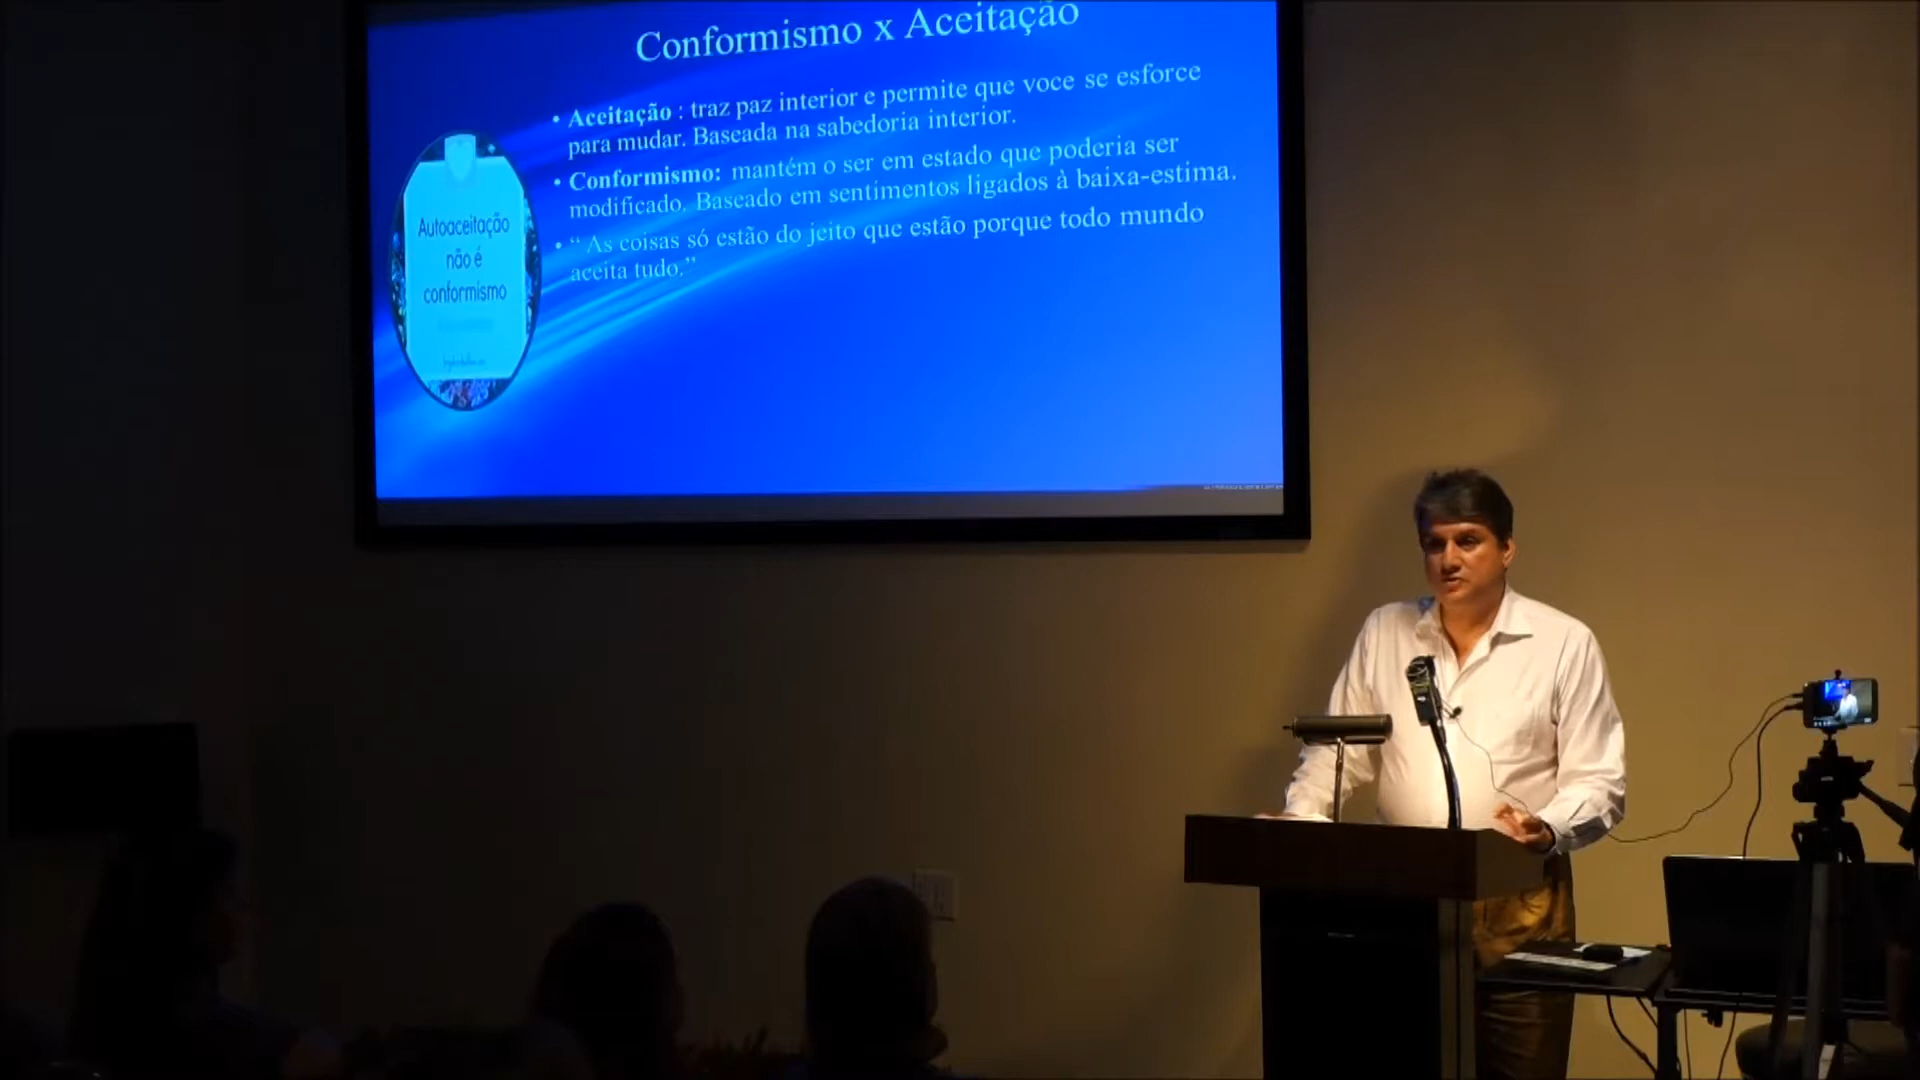 Conformismo x Aceitação
• Aceitação : traz paz interior e permite que voce se esforce
para mudar. Baseada na sabedoria interior.
• Conformismo: mantém o ser em estado que poderia ser
modificado. Baseado em sentimentos ligados à baixa-estima.
• “ As coisas só estão do jeito que estão porque todo mundo
aceita tudo.”
Autoaceitação
não é
conformismo